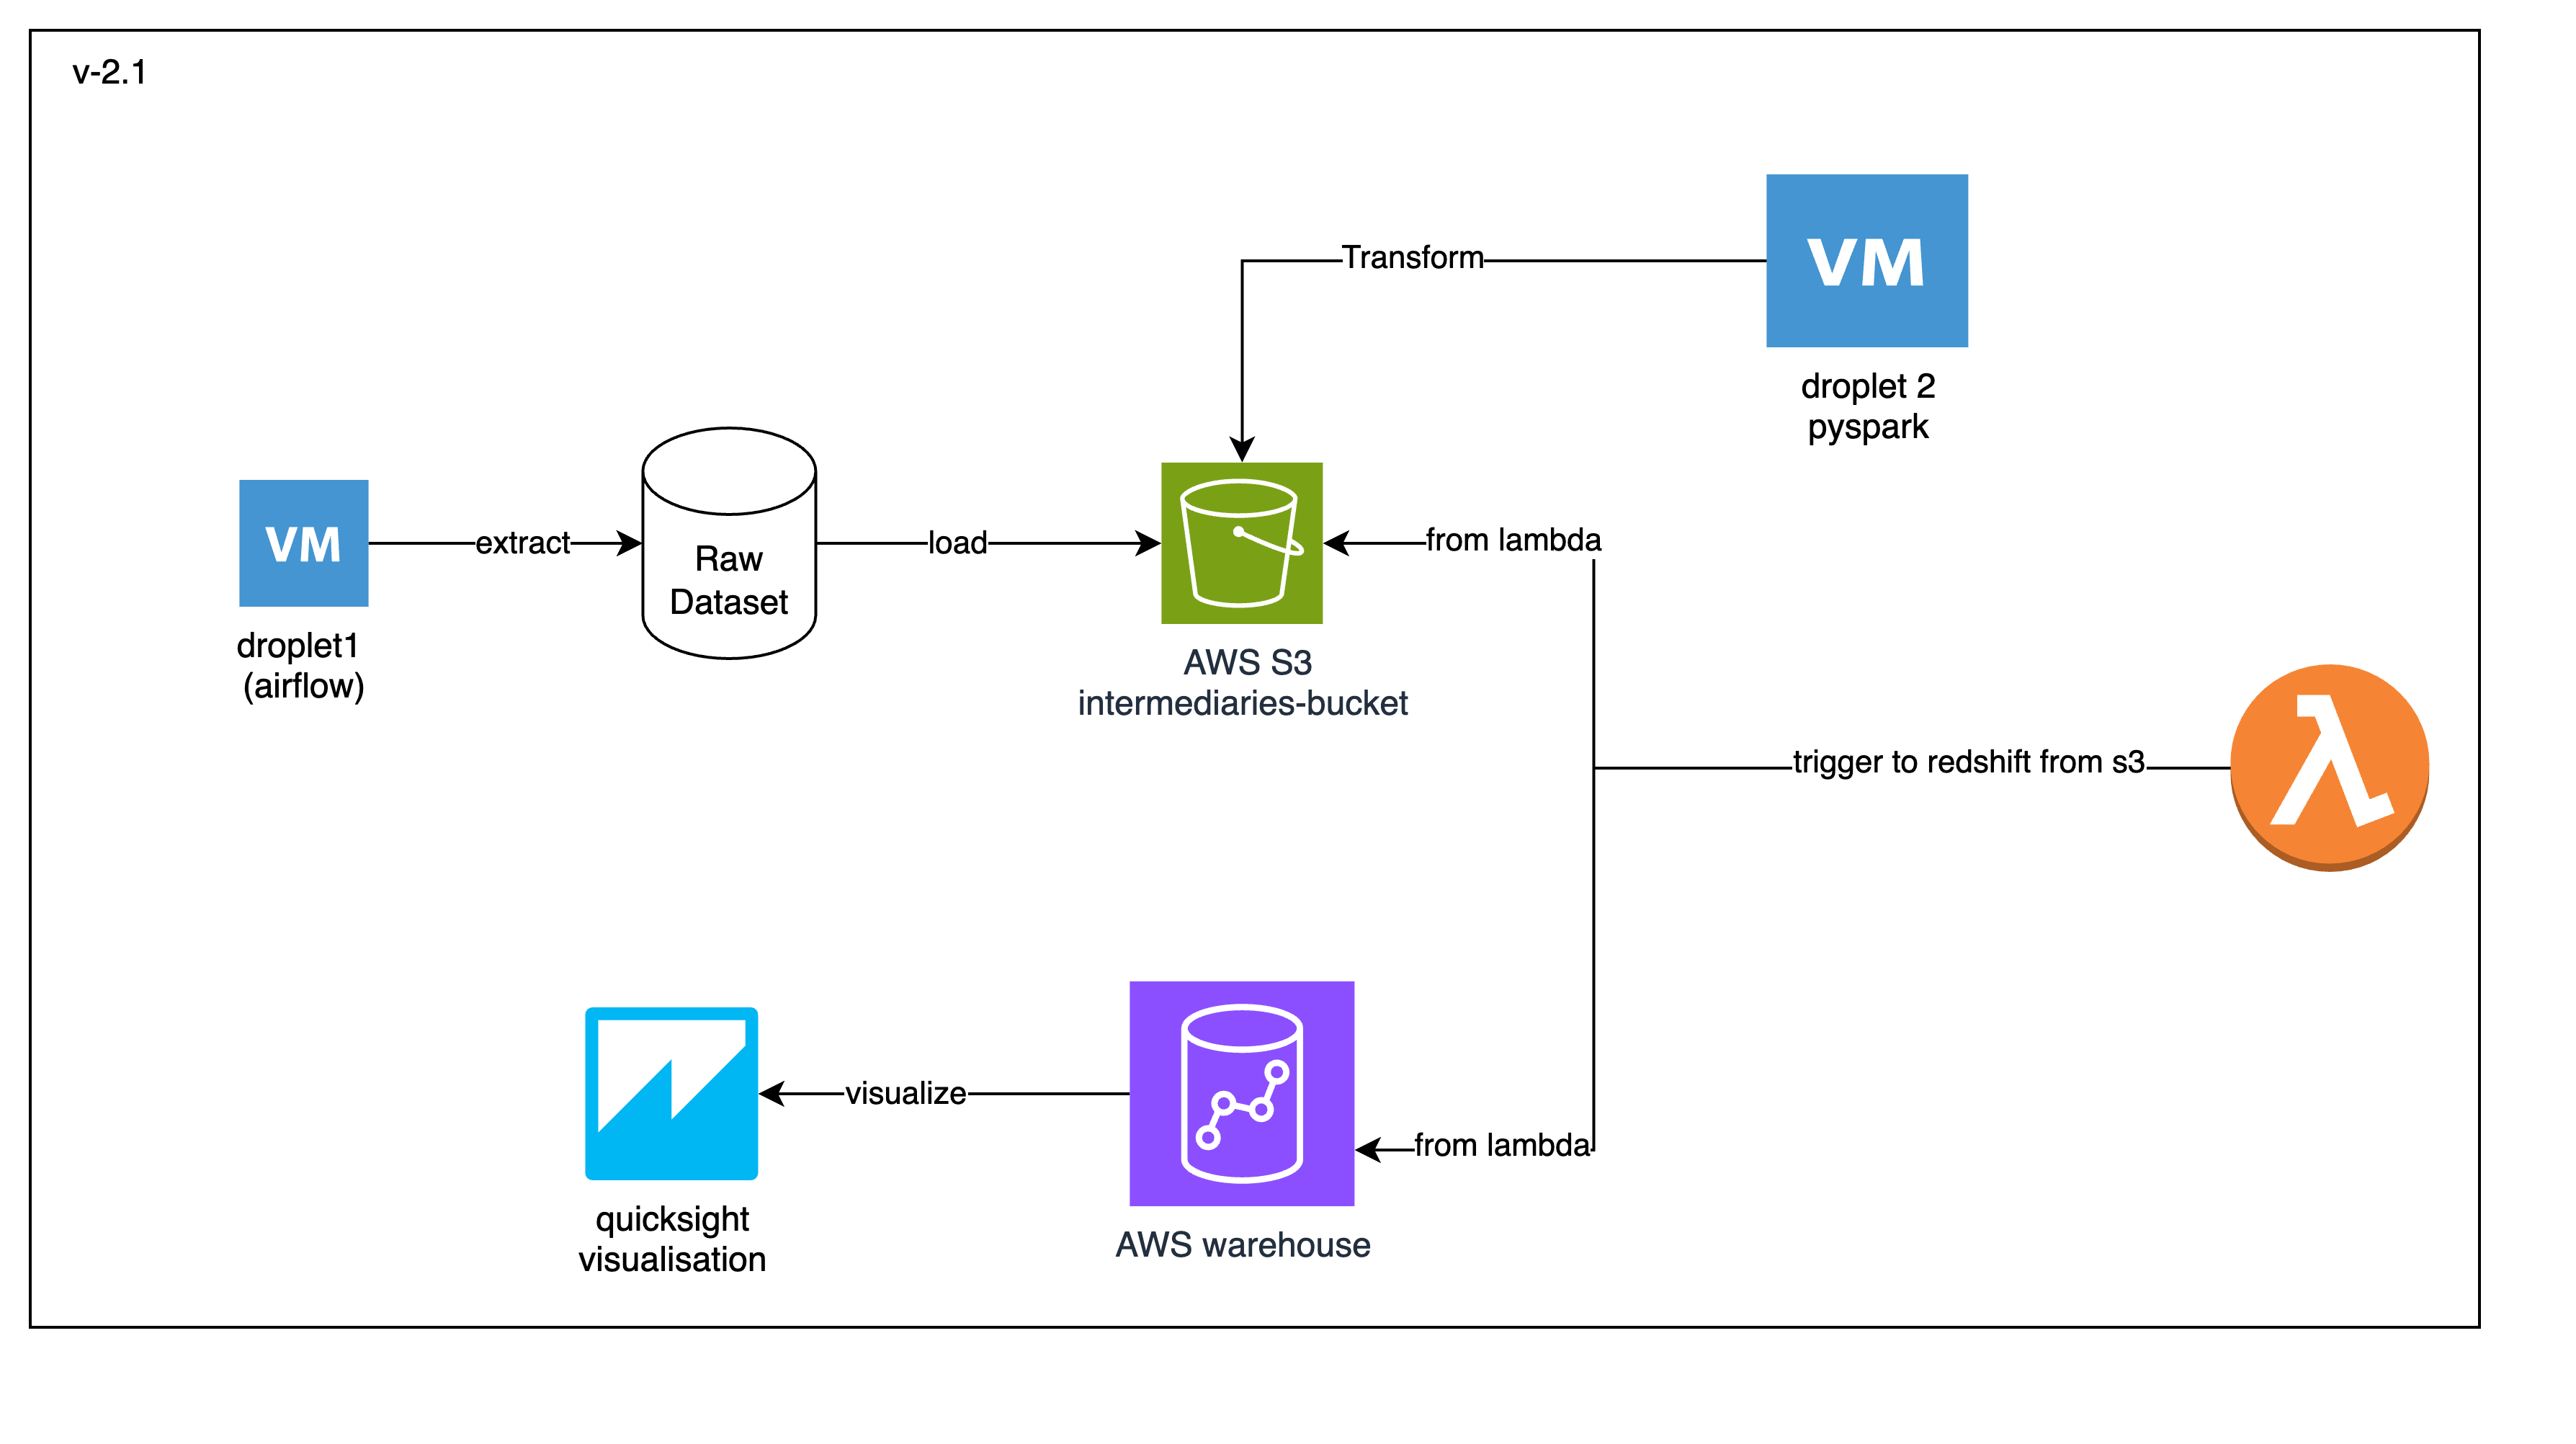 v-2.1
VM
Transform
droplet 2
pyspark
VM
extract
Raw
Dataset
load
from lambda
droplet1
(airflow)
AWS S3
intermediaries-bucket
trigger to redshift from s3
λ
visualize
from lambda
quicksight
visualisation
AWS warehouse